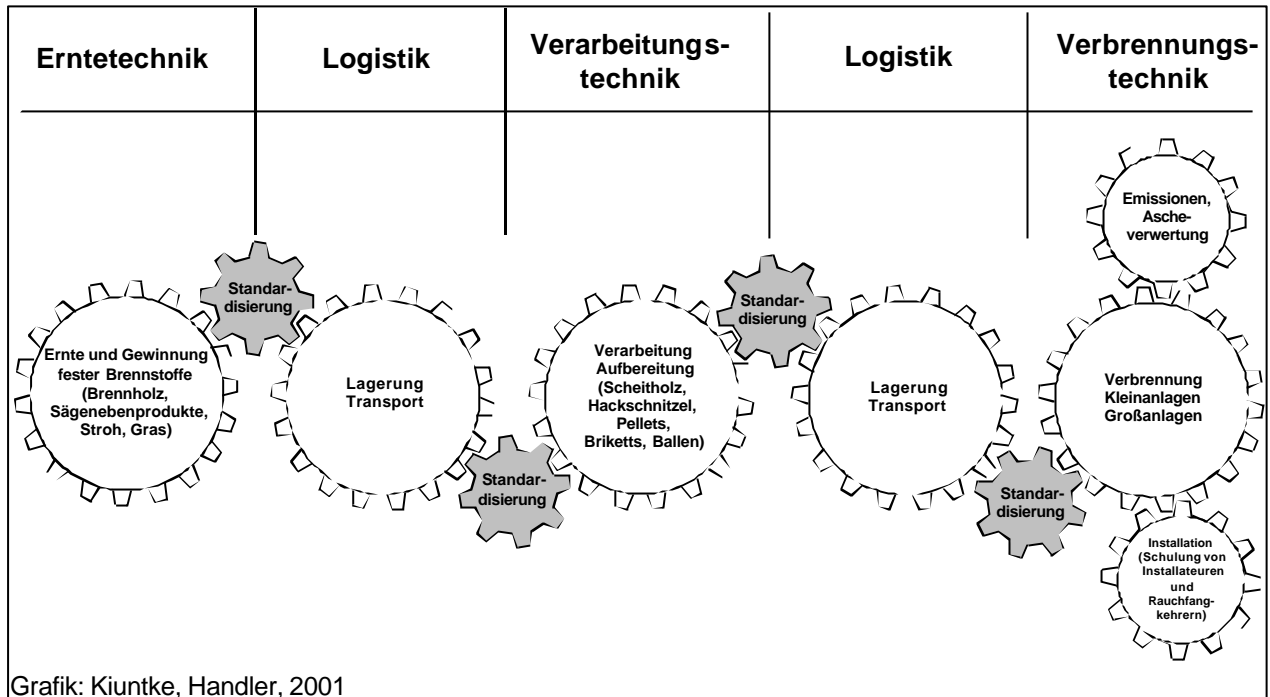 Erntetechnik
Logistik
Verarbeitungs-
technik
Logistik
Verbrennungs-
technik
Ernte und Gewinnung
fester Brennstoffe
(Brennholz,
Sägenebenprodukte,
Stroh, Gras)
Standar-
disierung
Lagerung
Transport
Standar-
disierung
Verarbeitung
Aufbereitung
(Scheitholz,
Hackschnitzel,
Pellets,
Briketts, Ballen)
Standar-
disierung
Lagerung
Transport
Standar-
disierung
Emissionen,
Asche-
verwertung
Verbrennung
Kleinanlagen
Großanlagen
Installation
(Schulung von
Installateuren
und
Rauchfang-
kehrern)
Grafik: Kiuntke, Handler, 2001